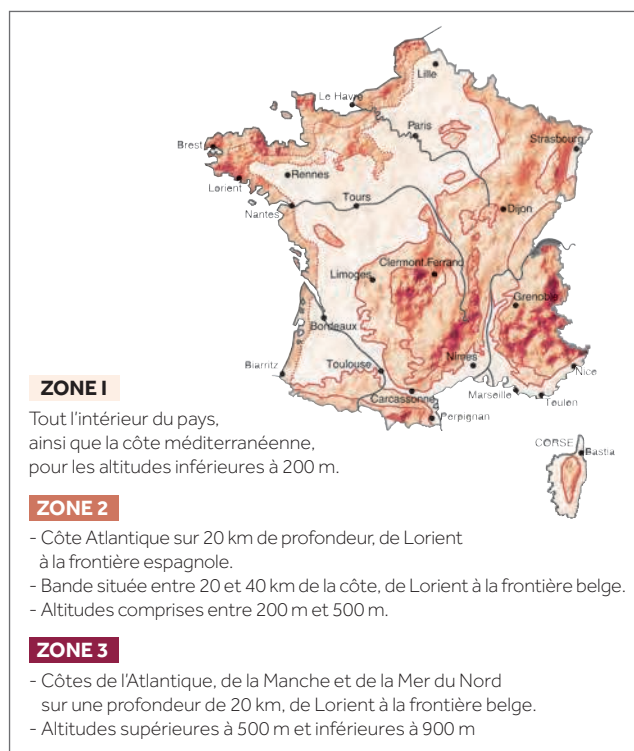 Lille
Le Havre
Paris
Strasbourg
Brest
Rennes
Lorient
Tours
Nantes
Dijon
Clermont.Ferrand
Limoges
Grenoble
Bordeaux
Biarritz
Toulouse
Nîmes
Nice
Carcassonne
Marseille
Toulon
Perpignan
CORSE
Bastia
ZONE I
Tout l'intérieur du pays,
ainsi que la côte méditerranéenne,
pour les altitudes inférieures à 200 m.
ZONE 2
- Côte Atlantique sur 20 km de profondeur, de Lorient
à la frontière espagnole.
- Bande située entre 20 et 40 km de la côte, de Lorient à la frontière belge.
- Altitudes comprises entre 200 m et 500 m.
ZONE 3
- Côtes de l'Atlantique, de la Manche et de la Mer du Nord
sur une profondeur de 20 km, de Lorient à la frontière belge.
- Altitudes supérieures à 500 m et inférieures à 900 m